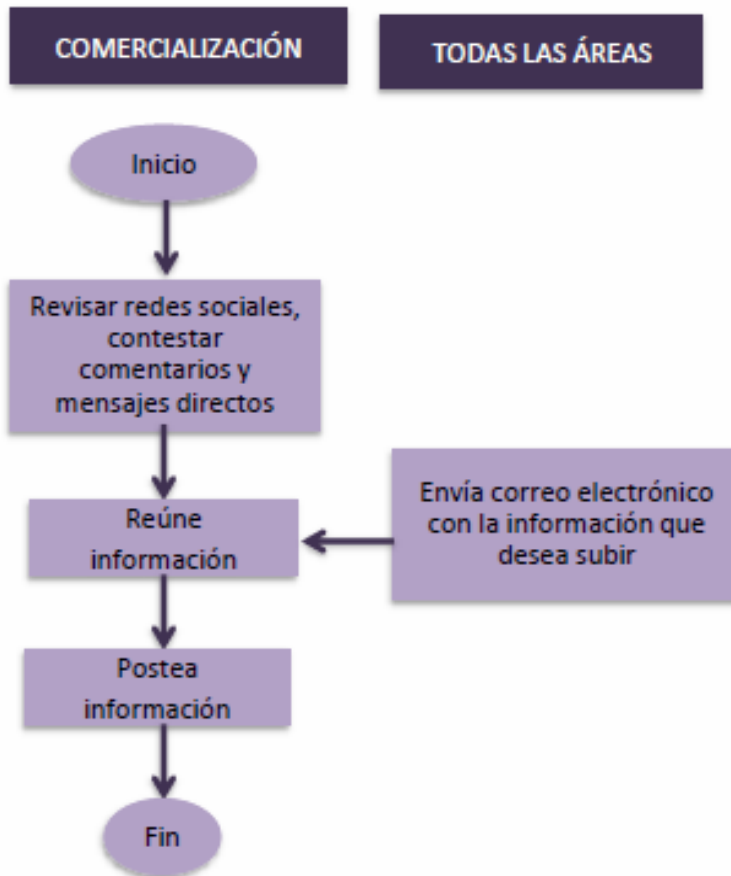 COMERCIALIZACIÓN
TODAS LAS ÁREAS
Inicio
Revisar redes sociales,
contestar
comentarios y
mensajes directos
Reúne
información
Envía correo electrónico
con la información que
desea subir
Postea
información
Fin